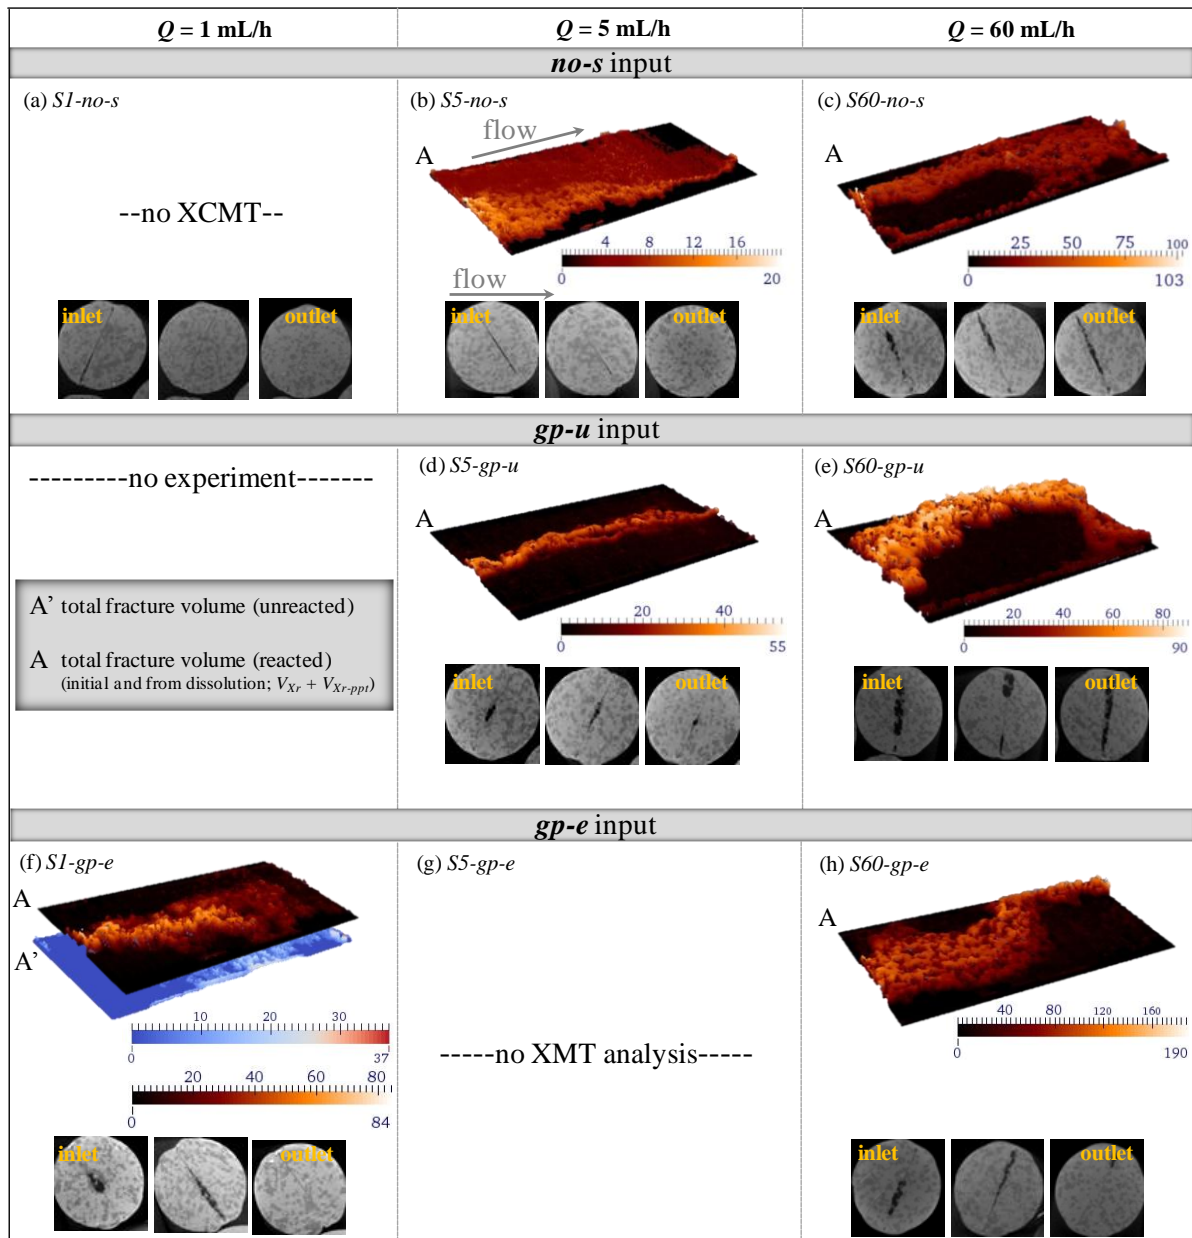 Q = 1 mL/h
Q = 5 mL/h
Q = 60 mL/h
no-s input
(a) S1-no-s
--no XCMT--
inlet
outlet
(b) S5-no-s
flow
A
4 8 12 16
0 20
flow
inlet
outlet
(c) S60-no-s
A
25 50 75 100
0 103
inlet
outlet
gp-u input
---------no experiment-------
A’ total fracture volume (unreacted)
A total fracture volume (reacted)
(initial and from dissolution; VXr + VXr-ppt)
(d) S5-gp-u
A
20 40
0 55
inlet
outlet
(e) S60-gp-u
A
20 40 60 80
0 90
inlet
outlet
gp-e input
(f) S1-gp-e
A
A’
10 20 30
0 37
20 40 60 80
0 84
inlet
outlet
(g) S5-gp-e
-----no XMT analysis-----
(h) S60-gp-e
A
40 80 120 160
0 190
inlet
outlet